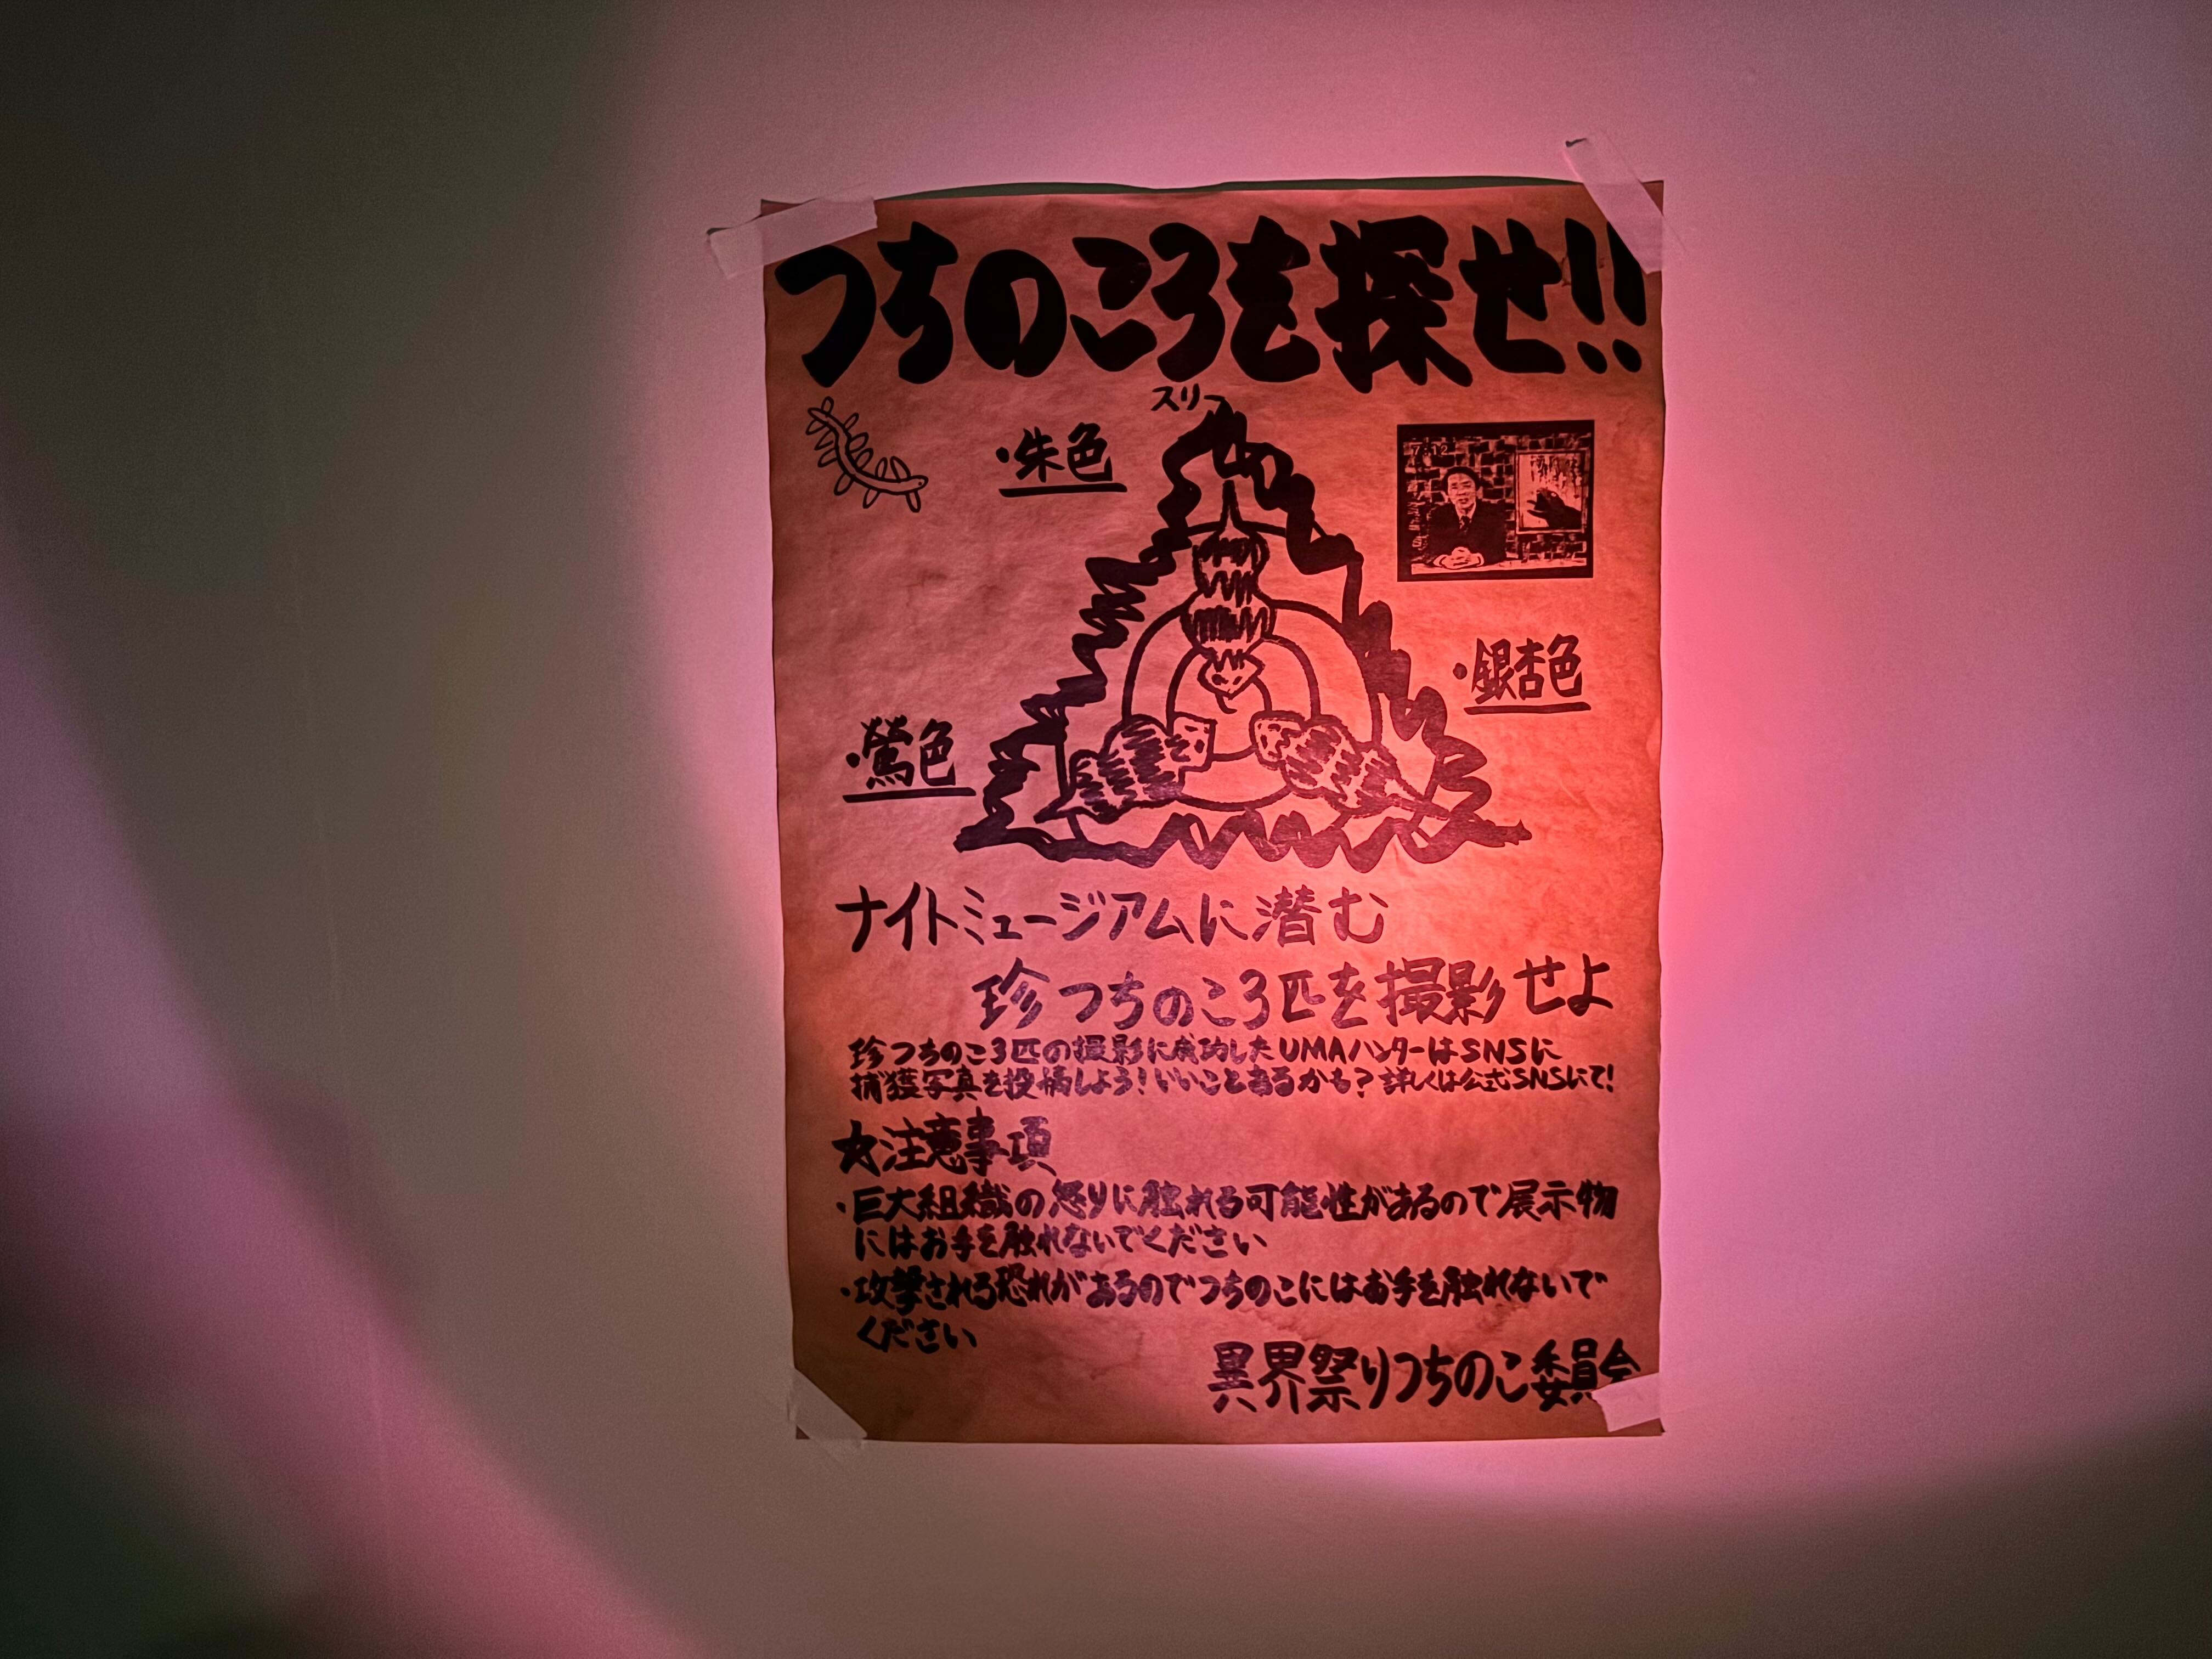 つちのこ3を探せ!!
スリー
・朱色
・銀杏色
・鶯色
ナイトミュージアムに潜む
珍つちのこ3匹を撮影せよ
珍つちのこ3匹の撮影に成功したUMAハンターはSNSに
捕獲写真を投稿しよう!いいことあるかも?詳しくは公式SNSにて!
☆注意事項
・巨大組織の怒りに触れる可能性があるので展示物
にはお手を触れないでください
・攻撃される恐れがあるのでつちのこにはお手を触れないで
ください
異界祭りつちのこ委員会